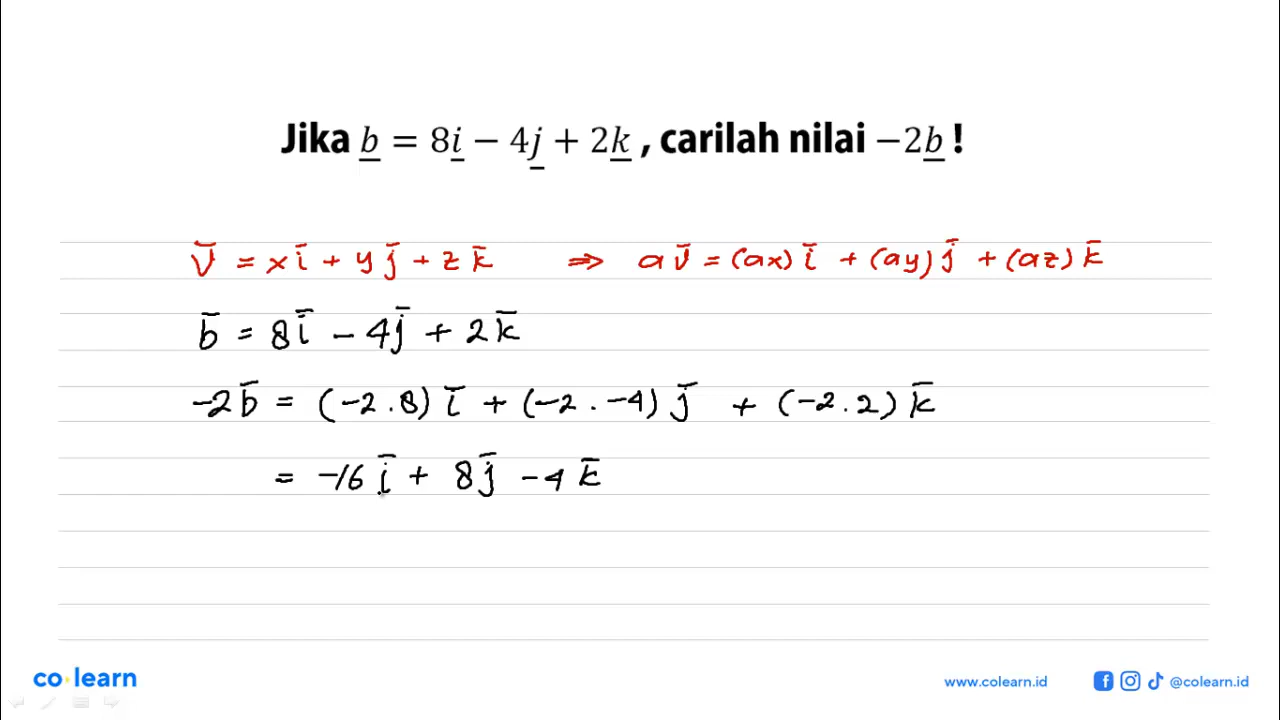 Jika b = 8i − 4j + 2k , carilah nilai −2b !
v̄ = x ī + y j̄ + z k̄ ⇒ a v̄ = (ax) ī + (ay) j̄ + (az) k̄
b̄ = 8 ī − 4 j̄ + 2 k̄
-2 b̄ = (-2 . 8) ī + (-2 . -4) j̄ + (-2 . 2) k̄
= -16 ī + 8 j̄ - 4 k̄
co·learn
www.colearn.id @colearn.id